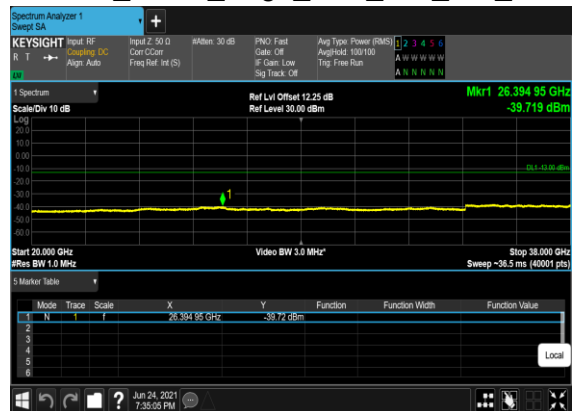 Spectrum Analyzer 1
Swept SA
+
KEYSIGHT Input: RF Input Z: 50 Ω #Atten: 30 dB PNO: Fast Avg Type: Power (RMS) 1 2 3 4 5 6
R T Coupling: DC Corr CCorr Gate: Off Avg|Hold: 100/100 A W W W W W
Align: Auto Freq Ref: Int (S) IF Gain: Low Trig: Free Run
Sig Track: Off A N N N N N
1 Spectrum Ref Lvl Offset 12.25 dB Mkr1 26.394 95 GHz
Scale/Div 10 dB Ref Level 30.00 dBm -39.719 dBm
Log
20.0
10.0
0.00
-10.0 DL1 -13.00 dBm
-20.0
-30.0 1
-40.0
-50.0
-60.0
Start 20.000 GHz Video BW 3.0 MHz* Stop 38.000 GHz
#Res BW 1.0 MHz Sweep ~36.5 ms (40001 pts)
5 Marker Table
Mode Trace Scale X Y Function Function Width Function Value
1 N 1 f 26.394 95 GHz -39.72 dBm
2
3
4
5
6
Local
? Jun 24, 2021
7:35:05 PM